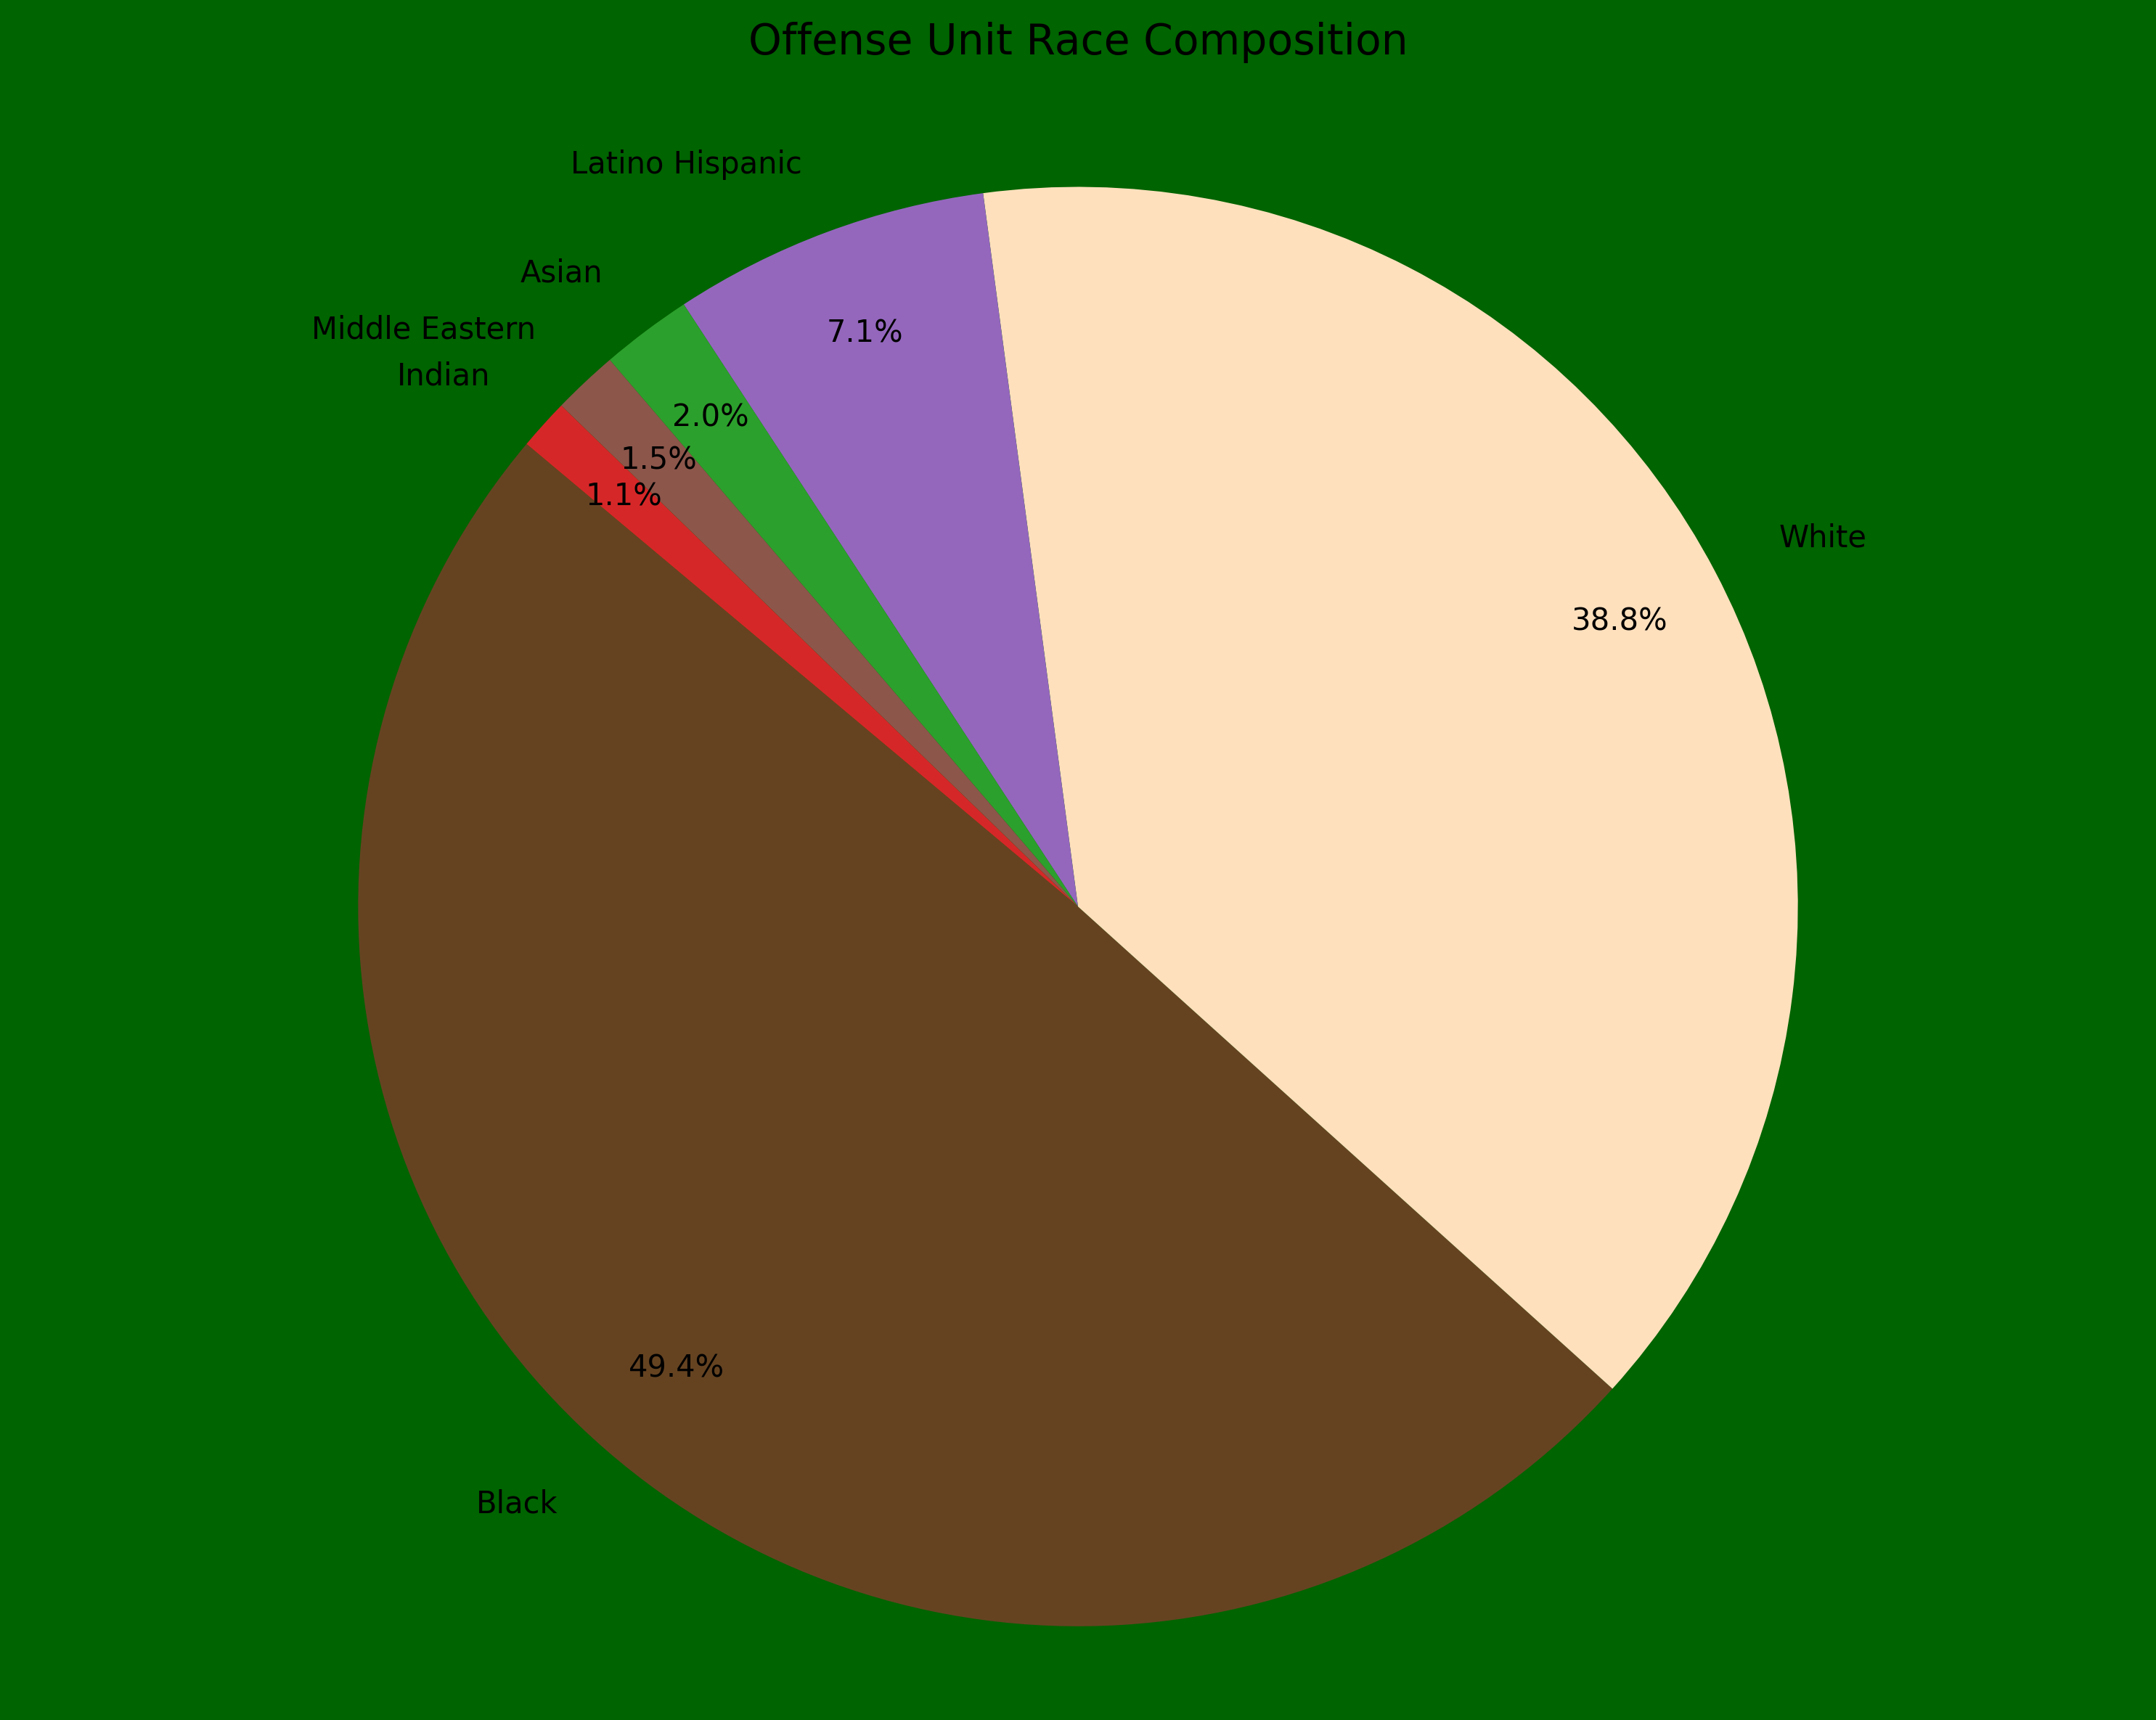 Offense Unit Race Composition
Latino Hispanic
Asian
Middle Eastern
Indian
7.1%
2.0%
1.5%
1.1%
White
38.8%
49.4%
Black